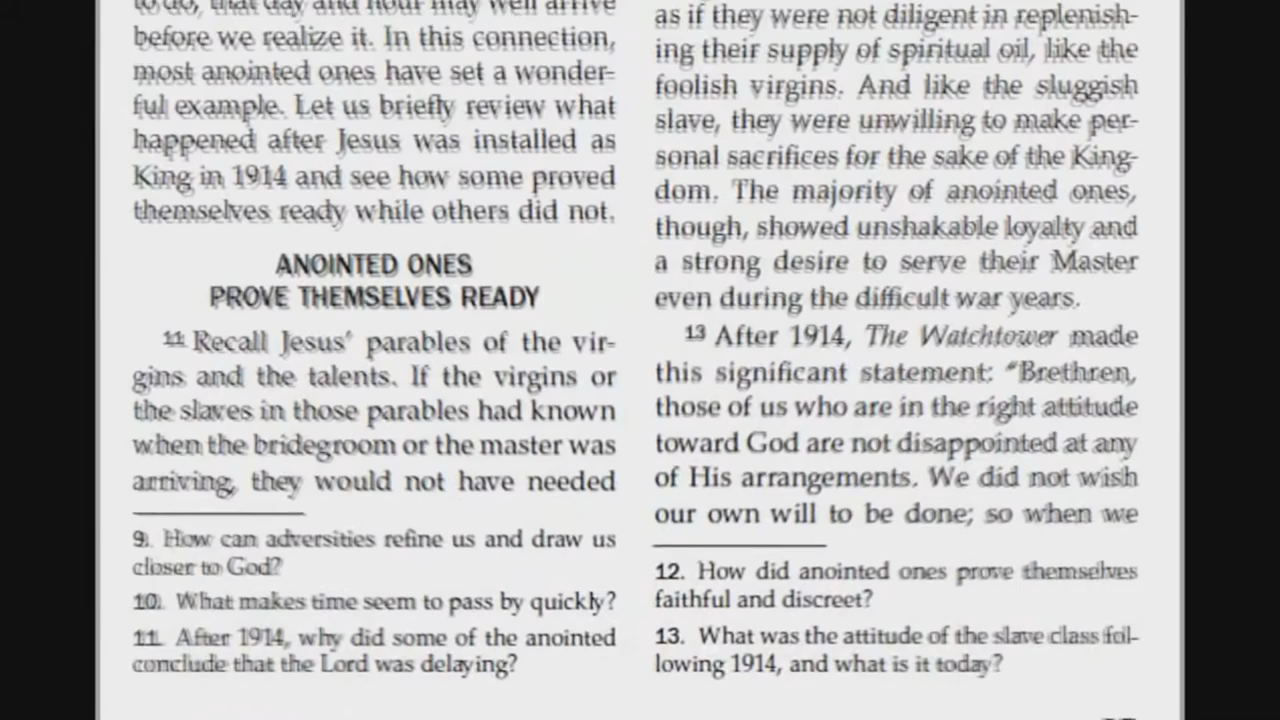 to do, that day and hour may well arrive
before we realize it. In this connection,
most anointed ones have set a wonder-
ful example. Let us briefly review what
happened after Jesus was installed as
King in 1914 and see how some proved
themselves ready while others did not.
ANOINTED ONES
PROVE THEMSELVES READY
11 Recall Jesus' parables of the vir-
gins and the talents. If the virgins or
the slaves in those parables had known
when the bridegroom or the master was
arriving, they would not have needed
9. How can adversities refine us and draw us
closer to God?
10. What makes time seem to pass by quickly?
11. After 1914, why did some of the anointed
conclude that the Lord was delaying?
as if they were not diligent in replenish-
ing their supply of spiritual oil, like the
foolish virgins. And like the sluggish
slave, they were unwilling to make per-
sonal sacrifices for the sake of the King-
dom. The majority of anointed ones,
though, showed unshakable loyalty and
a strong desire to serve their Master
even during the difficult war years.
13 After 1914, The Watchtower made
this significant statement: "Brethren,
those of us who are in the right attitude
toward God are not disappointed at any
of His arrangements. We did not wish
our own will to be done; so when we
12. How did anointed ones prove themselves
faithful and discreet?
13. What was the attitude of the slave class fol-
lowing 1914, and what is it today?